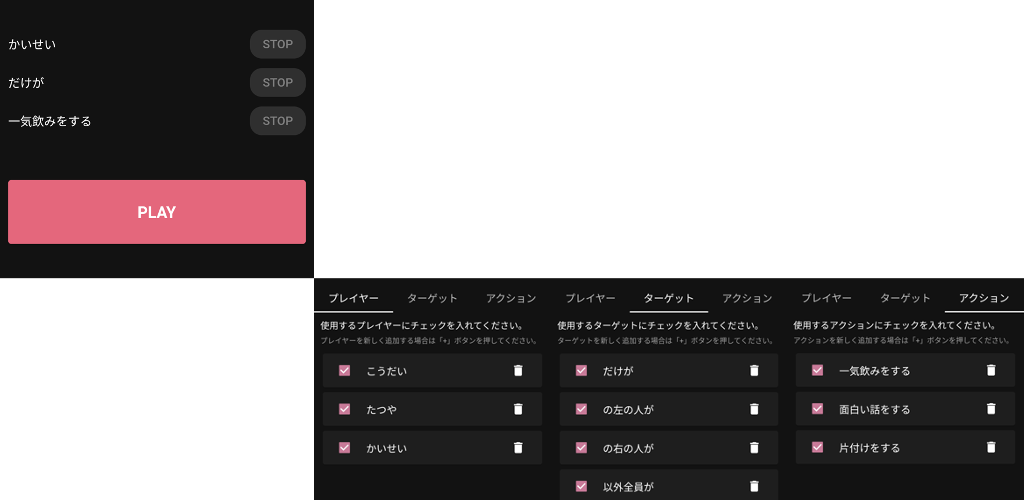 かいせい STOP
だけが STOP
一気飲みをする STOP
PLAY
プレイヤー ターゲット アクション
使用するプレイヤーにチェックを入れてください。
プレイヤーを新しく追加する場合は「+」ボタンを押してください。
こうだい
たつや
かいせい
プレイヤー ターゲット アクション
使用するターゲットにチェックを入れてください。
ターゲットを新しく追加する場合は「+」ボタンを押してください。
だけが
の左の人が
の右の人が
以外全員が
プレイヤー ターゲット アクション
使用するアクションにチェックを入れてください。
アクションを新しく追加する場合は「+」ボタンを押してください。
一気飲みをする
面白い話をする
片付けをする